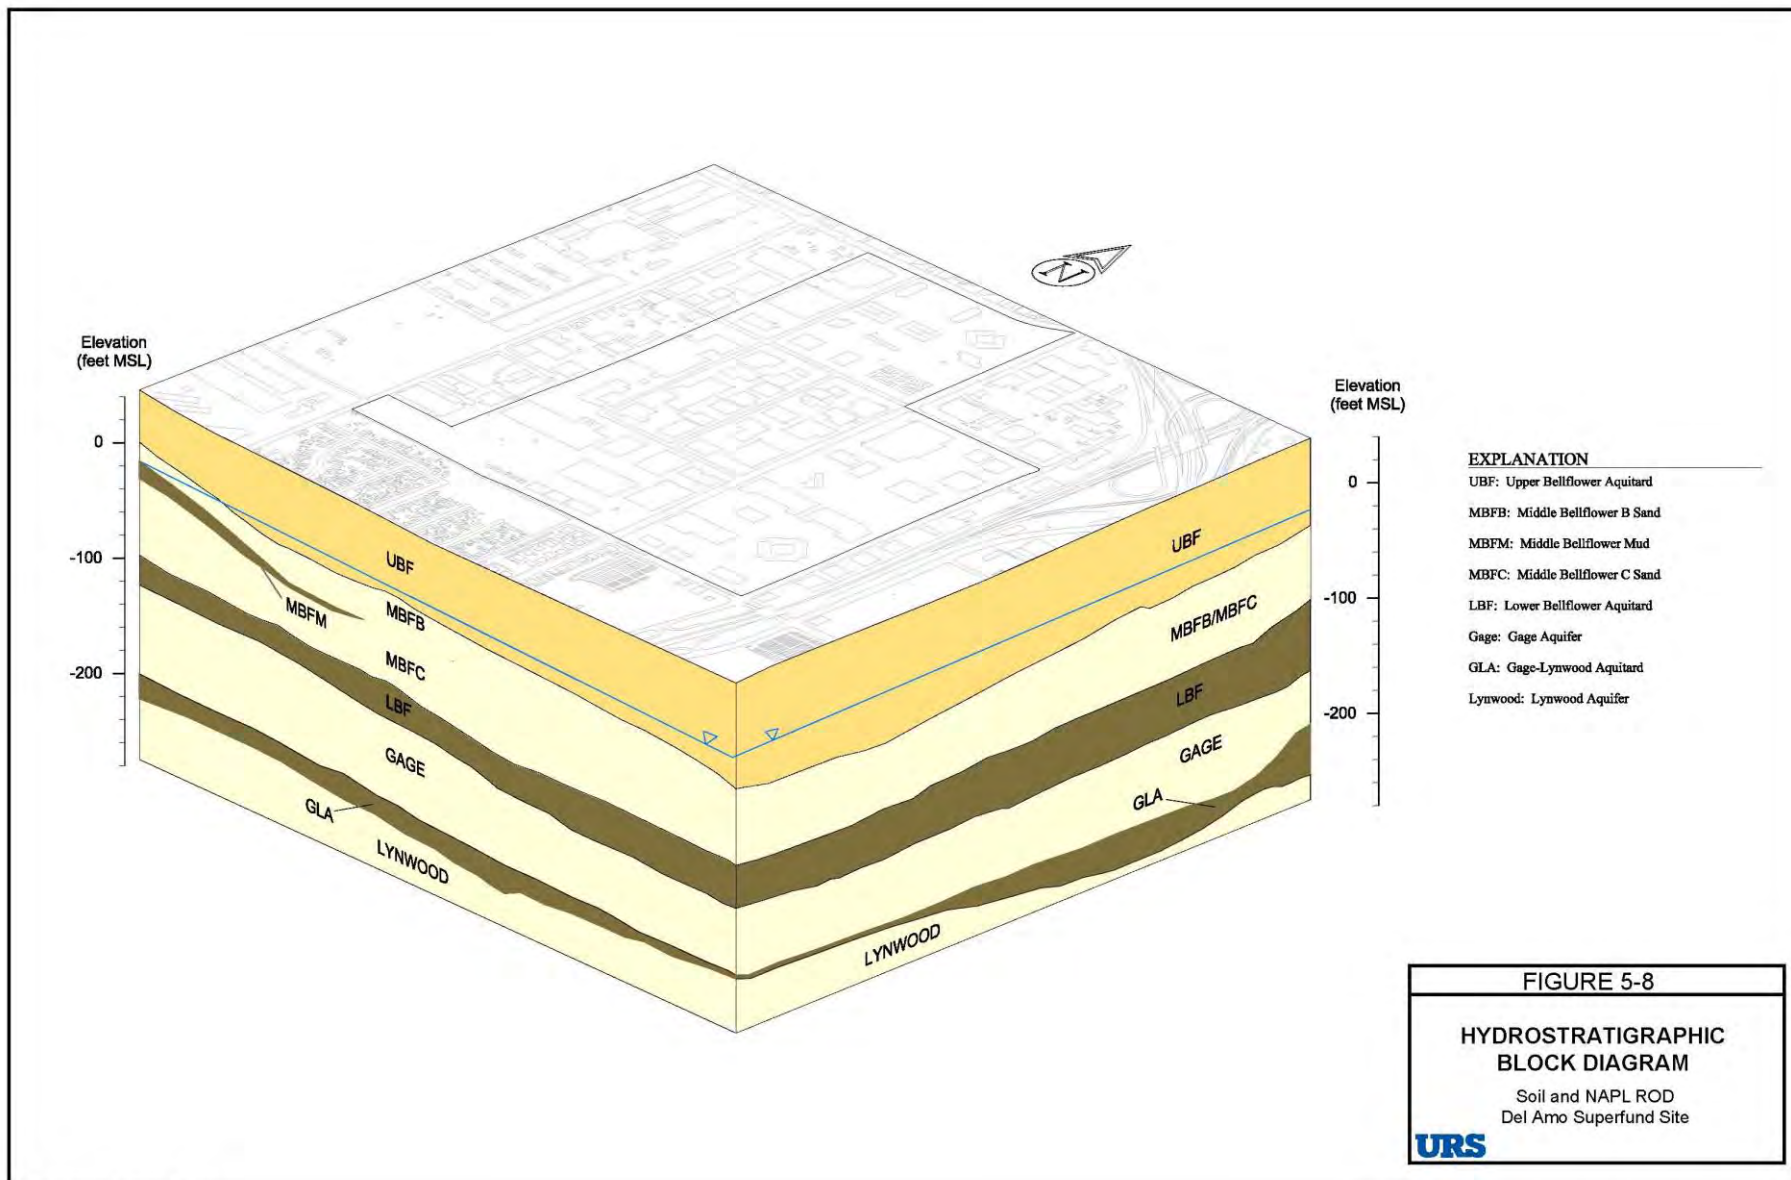 N
Elevation
(feet MSL)
0
-100
-200
Elevation
(feet MSL)
0
-100
-200
UBF
MBFM
MBFB
MBFC
LBF
GAGE
GLA
LYNWOOD
UBF
MBFB/MBFC
LBF
GAGE
GLA
LYNWOOD
EXPLANATION
UBF: Upper Bellflower Aquitard
MBFB: Middle Bellflower B Sand
MBFM: Middle Bellflower Mud
MBFC: Middle Bellflower C Sand
LBF: Lower Bellflower Aquitard
Gage: Gage Aquifer
GLA: Gage-Lynwood Aquitard
Lynwood: Lynwood Aquifer
FIGURE 5-8
HYDROSTRATIGRAPHIC
BLOCK DIAGRAM
Soil and NAPL ROD
Del Amo Superfund Site
URS